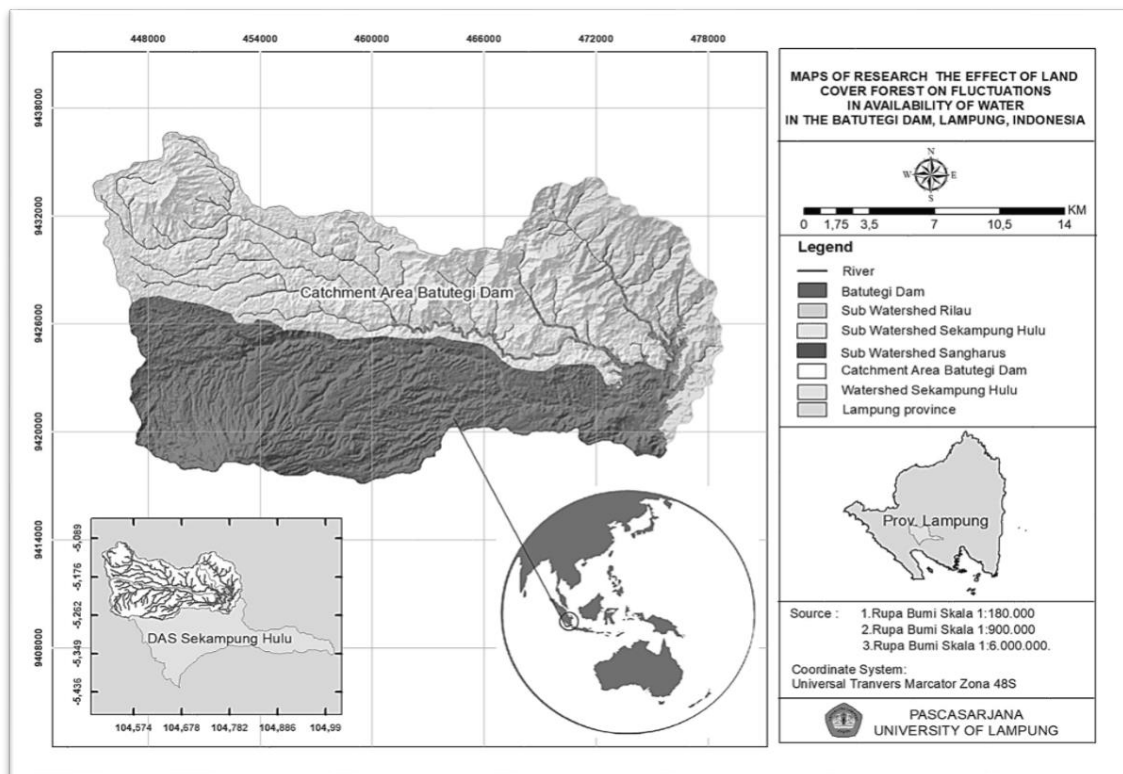 448000 454000 460000 466000 472000 478000
9438000
9432000
9426000
9420000
9414000
9408000
Catchment Area Batutegi Dam
-5,089
-5,176
-5,262
-5,349
-5,436
DAS Sekampung Hulu
104,574 104,678 104,782 104,886 104,99
MAPS OF RESEARCH THE EFFECT OF LAND
COVER FOREST ON FLUCTUATIONS
IN AVAILABILITY OF WATER
IN THE BATUTEGI DAM, LAMPUNG, INDONESIA
N
W E
S
KM
0 1,75 3,5 7 10,5 14
Legend
River
Batutegi Dam
Sub Watershed Rilau
Sub Watershed Sekampung Hulu
Sub Watershed Sangharus
Catchment Area Batutegi Dam
Watershed Sekampung Hulu
Lampung province
Prov. Lampung
Source : 1.Rupa Bumi Skala 1:180.000
2.Rupa Bumi Skala 1:900.000
3.Rupa Bumi Skala 1:6.000.000.
Coordinate System:
Universal Tranvers Marcator Zona 48S
PASCASARJANA
UNIVERSITY OF LAMPUNG